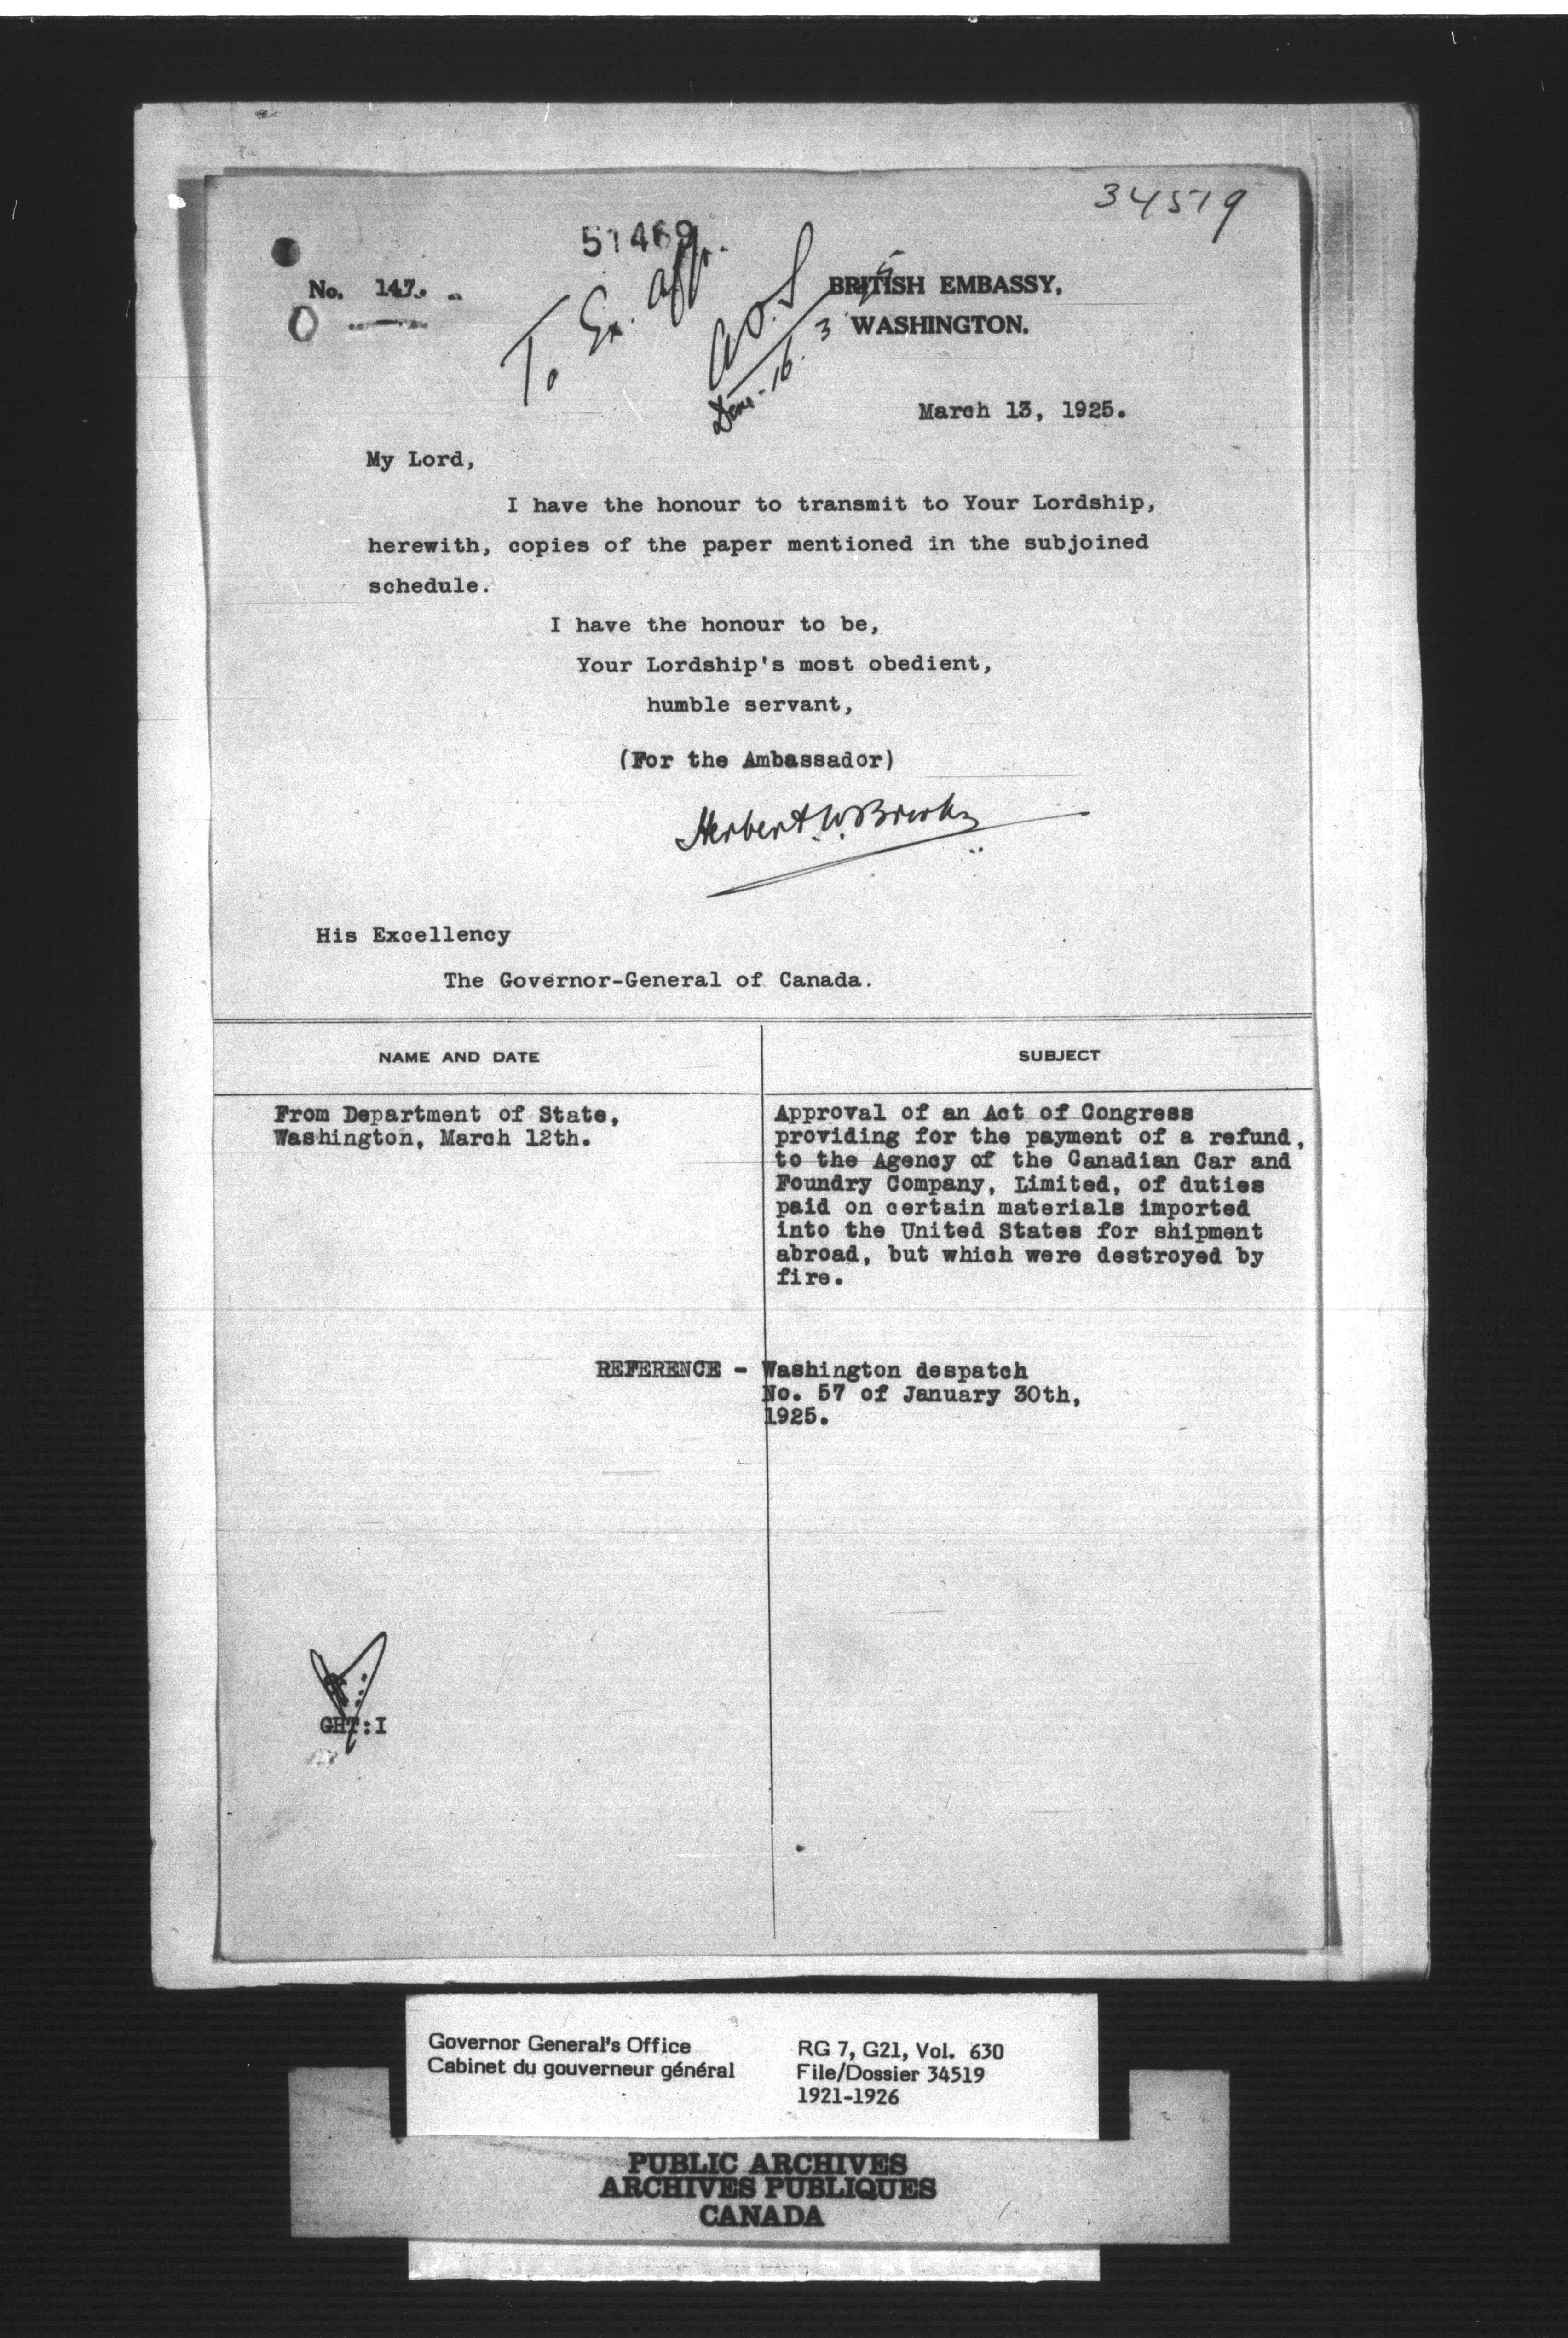 34519
51469
No. 147.
To Ex. Aff.
BRITISH EMBASSY,
WASHINGTON.
March 13, 1925.
My Lord,
I have the honour to transmit to Your Lordship,
herewith, copies of the paper mentioned in the subjoined
schedule.
I have the honour to be,
Your Lordship's most obedient,
humble servant,
(For the Ambassador)
Herbert W. Brooks
His Excellency
The Governor-General of Canada.
NAME AND DATE
SUBJECT
From Department of State,
Washington, March 12th.
Approval of an Act of Congress
providing for the payment of a refund,
to the Agency of the Canadian Car and
Foundry Company, Limited, of duties
paid on certain materials imported
into the United States for shipment
abroad, but which were destroyed by
fire.
REFERENCE - Washington despatch
No. 57 of January 30th,
1925.
GHT:I
Governor General's Office
Cabinet du gouverneur général
RG 7, G21, Vol. 630
File/Dossier 34519
1921-1926
PUBLIC ARCHIVES
ARCHIVES PUBLIQUES
CANADA